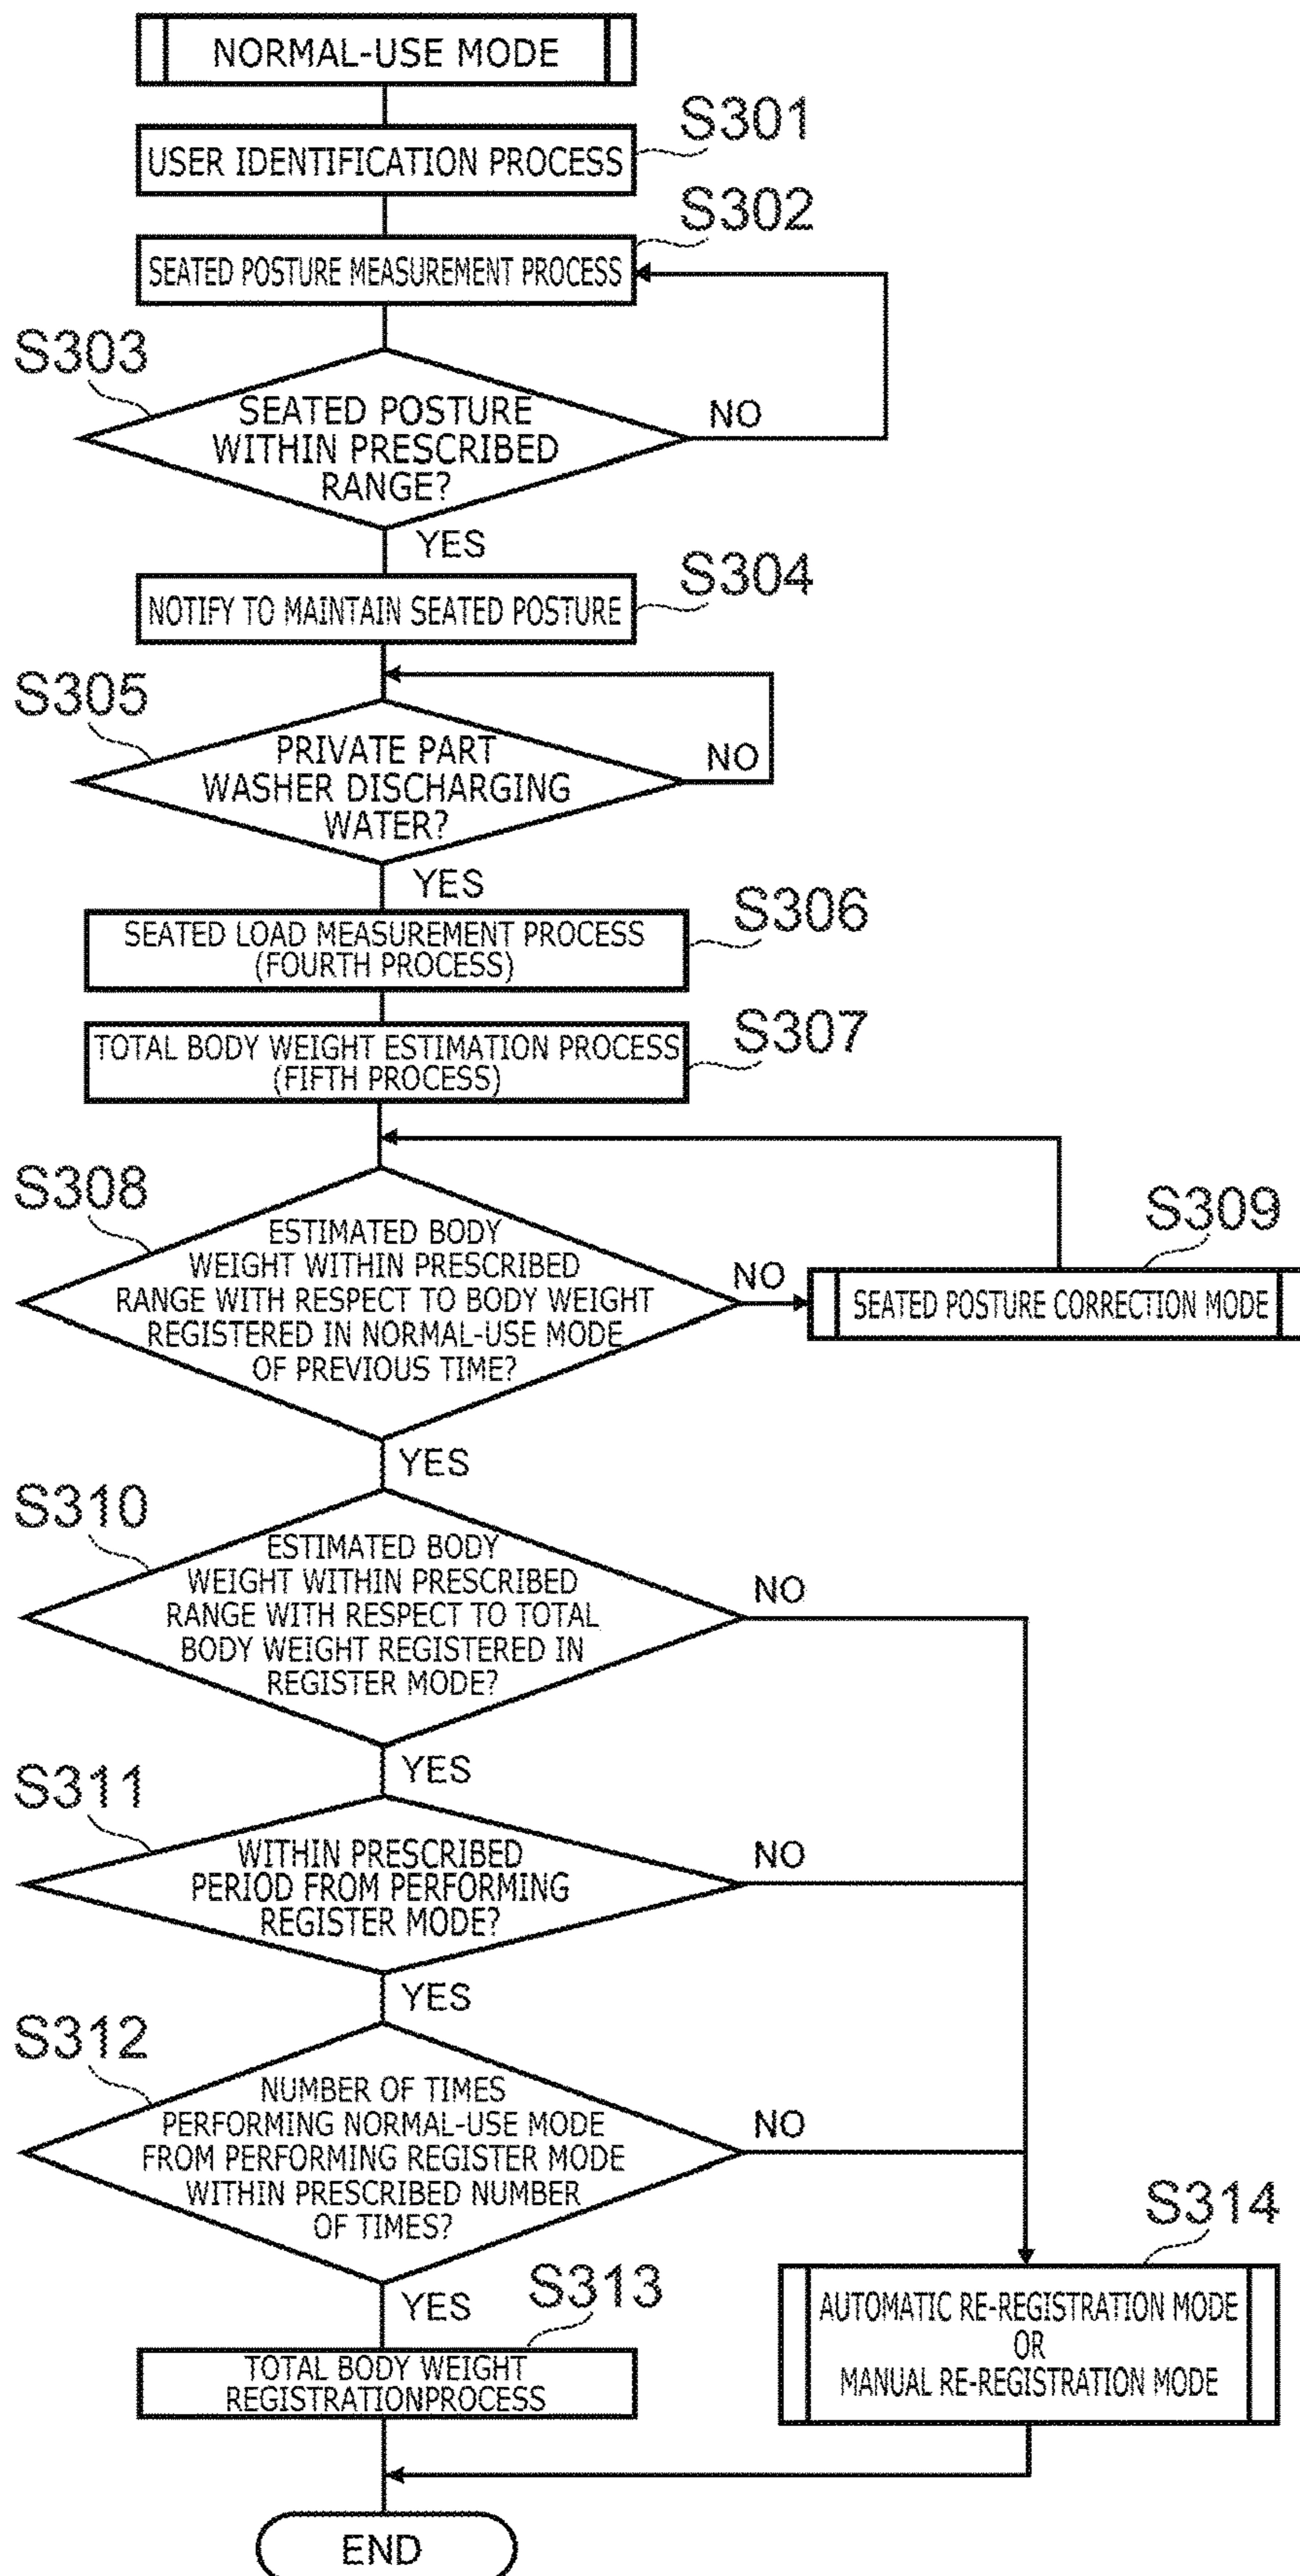 NORMAL-USE MODE
S301
USER IDENTIFICATION PROCESS
S302
SEATED POSTURE MEASUREMENT PROCESS
S303
SEATED POSTURE
WITHIN PRESCRIBED
RANGE?
NO
YES
S304
NOTIFY TO MAINTAIN SEATED POSTURE
S305
PRIVATE PART
WASHER DISCHARGING
WATER?
NO
YES
S306
SEATED LOAD MEASUREMENT PROCESS
(FOURTH PROCESS)
S307
TOTAL BODY WEIGHT ESTIMATION PROCESS
(FIFTH PROCESS)
S308
ESTIMATED BODY
WEIGHT WITHIN PRESCRIBED
RANGE WITH RESPECT TO BODY WEIGHT
REGISTERED IN NORMAL-USE MODE
OF PREVIOUS TIME?
NO
S309
SEATED POSTURE CORRECTION MODE
YES
S310
ESTIMATED BODY
WEIGHT WITHIN PRESCRIBED
RANGE WITH RESPECT TO TOTAL
BODY WEIGHT REGISTERED IN
REGISTER MODE?
NO
YES
S311
WITHIN PRESCRIBED
PERIOD FROM PERFORMING
REGISTER MODE?
NO
YES
S312
NUMBER OF TIMES
PERFORMING NORMAL-USE MODE
FROM PERFORMING REGISTER MODE
WITHIN PRESCRIBED NUMBER
OF TIMES?
NO
YES
S313
TOTAL BODY WEIGHT
REGISTRATIONPROCESS
S314
AUTOMATIC RE-REGISTRATION MODE
OR
MANUAL RE-REGISTRATION MODE
END